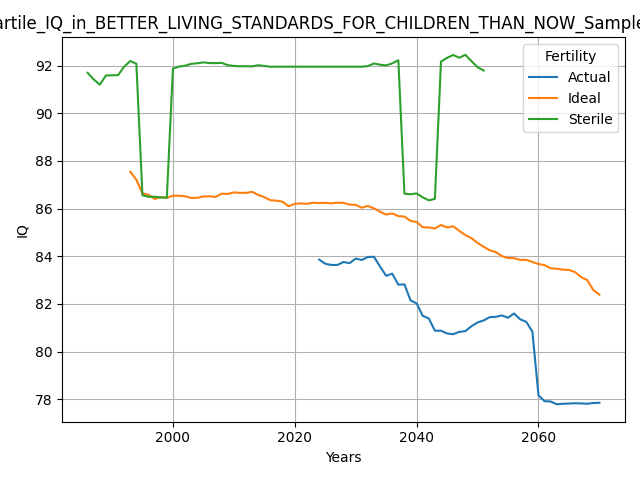 artile_IQ_in_BETTER_LIVING_STANDARDS_FOR_CHILDREN_THAN_NOW_Sample
Fertility
Actual
Ideal
Sterile
92
90
88
86
84
82
80
78
IQ
2000
2020
2040
2060
Years